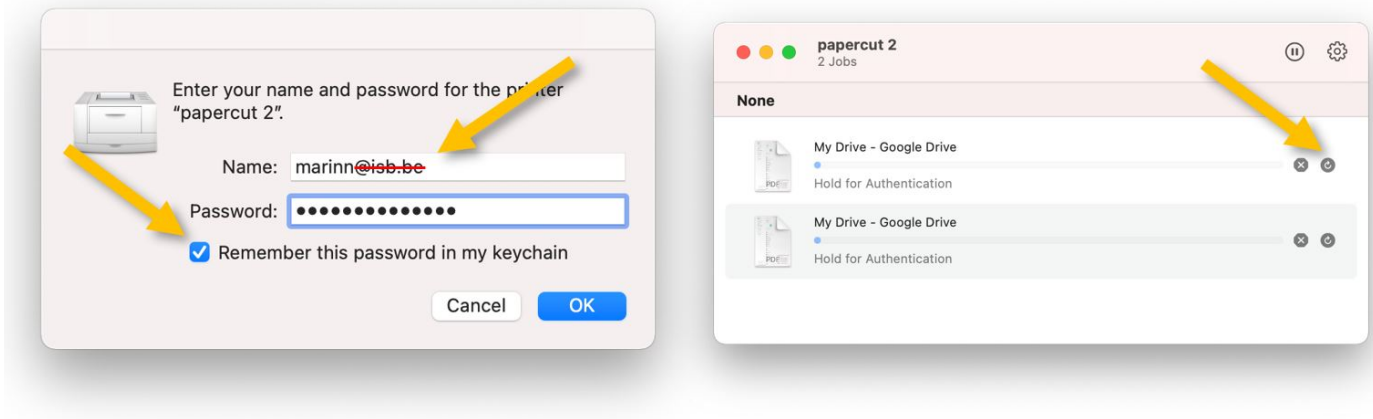 Enter your name and password for the printer
“papercut 2”.
Name: marinn@isb.be
Password: ••••••••••••••
Remember this password in my keychain
Cancel OK
papercut 2
2 Jobs
None
My Drive - Google Drive
Hold for Authentication
PDF
My Drive - Google Drive
Hold for Authentication
PDF